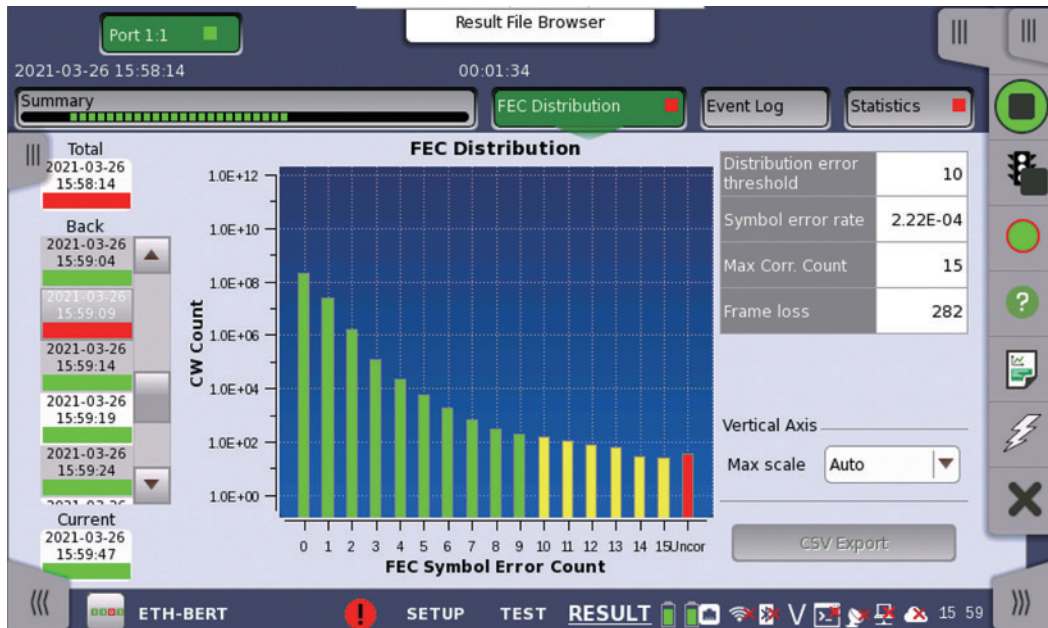 Result File Browser
Port 1:1
2021-03-26 15:58:14
00:01:34
Summary
FEC Distribution
Event Log
Statistics
Total
2021-03-26
15:58:14
Back
2021-03-26
15:59:04
2021-03-26
15:59:09
2021-03-26
15:59:14
2021-03-26
15:59:19
2021-03-26
15:59:24
Current
2021-03-26
15:59:47
FEC Distribution
CW Count
1.0E+12
1.0E+10
1.0E+08
1.0E+06
1.0E+04
1.0E+02
1.0E+00
0 1 2 3 4 5 6 7 8 9 10 11 12 13 14 15Uncor
FEC Symbol Error Count
Distribution error
threshold
10
Symbol error rate 2.22E-04
Max Corr. Count 15
Frame loss 282
Vertical Axis
Max scale Auto
CSV Export
ETH-BERT
SETUP TEST RESULT
15 59